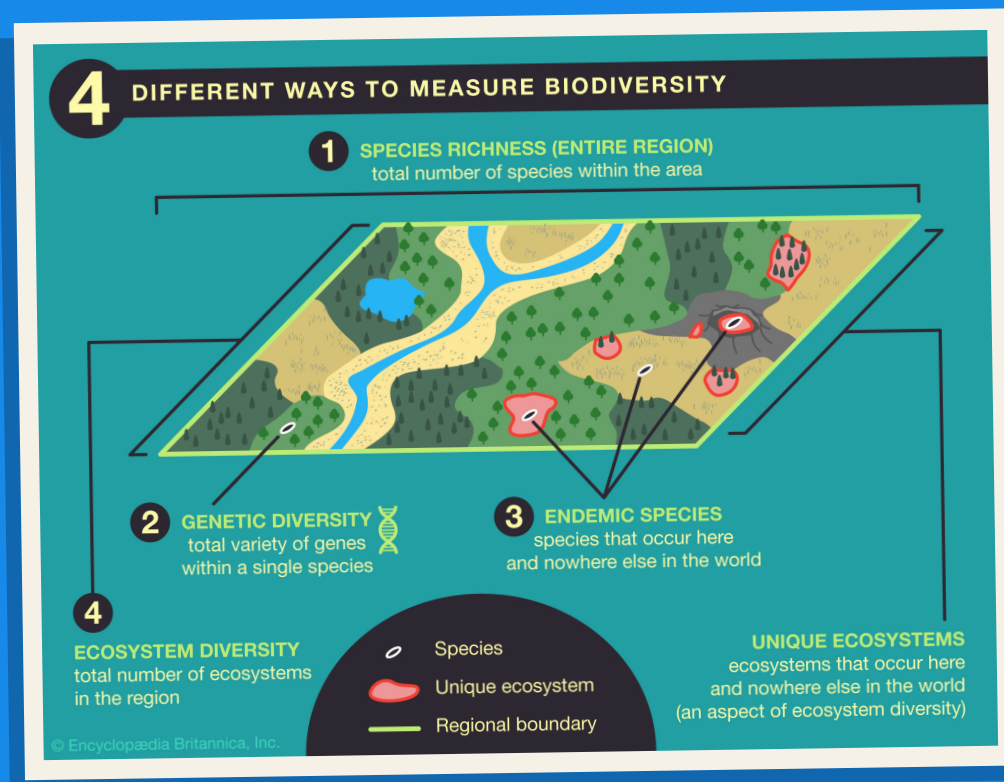 4 DIFFERENT WAYS TO MEASURE BIODIVERSITY
1 SPECIES RICHNESS (ENTIRE REGION)
total number of species within the area
2 GENETIC DIVERSITY
total variety of genes
within a single species
3 ENDEMIC SPECIES
species that occur here
and nowhere else in the world
4
ECOSYSTEM DIVERSITY
total number of ecosystems
in the region
UNIQUE ECOSYSTEMS
ecosystems that occur here
and nowhere else in the world
(an aspect of ecosystem diversity)
Species
Unique ecosystem
Regional boundary
© Encyclopædia Britannica, Inc.